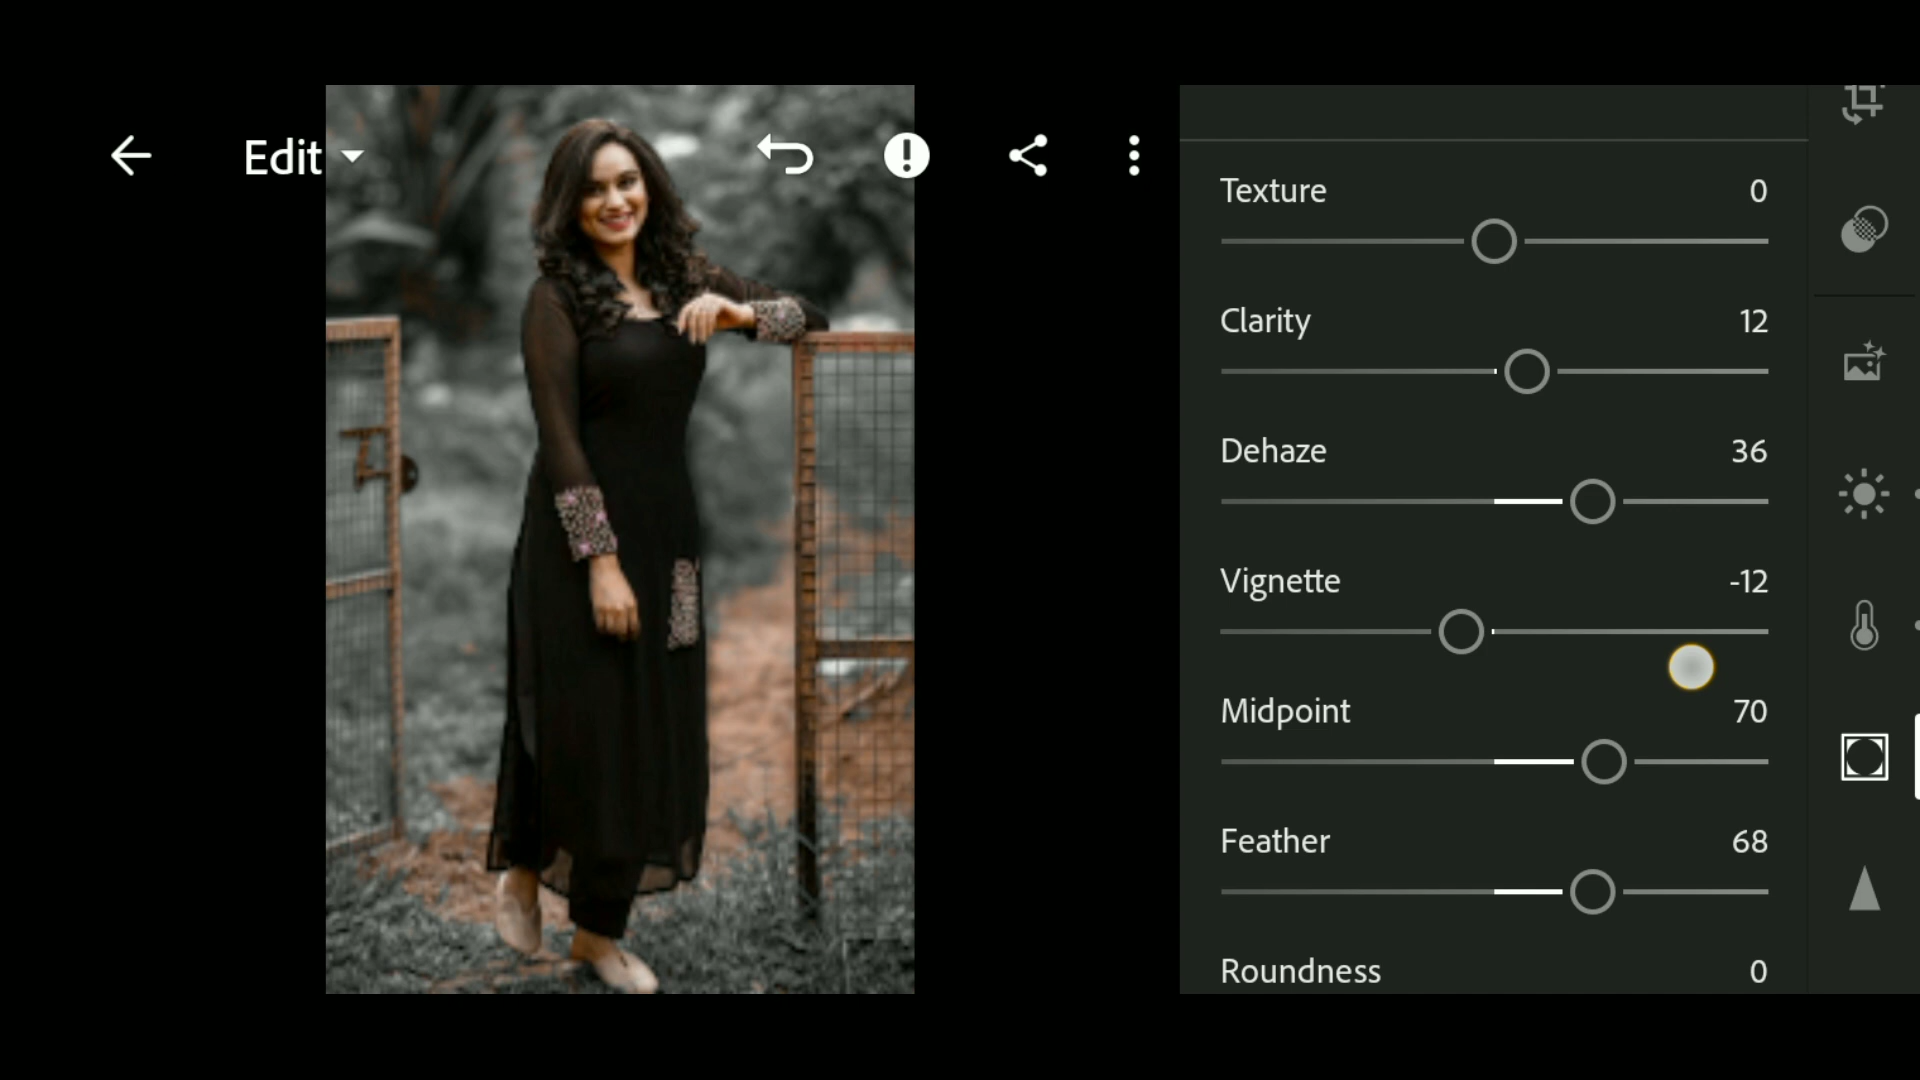 Edit
Texture 0
Clarity 12
Dehaze 36
Vignette -12
Midpoint 70
Feather 68
Roundness 0